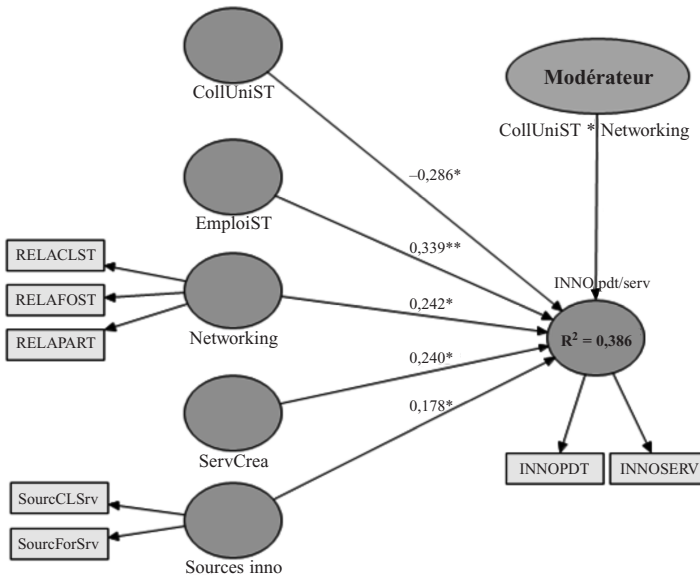 CollUniST
Modérateur
CollUniST * Networking
–0,286*
EmploiST
0,339**
RELACLST
RELAFOST
RELAPART
Networking
0,242*
INNO pdt/serv
R² = 0,386
0,240*
ServCrea
0,178*
INNOPDT
INNOSERV
SourcCLSrv
SourcForSrv
Sources inno